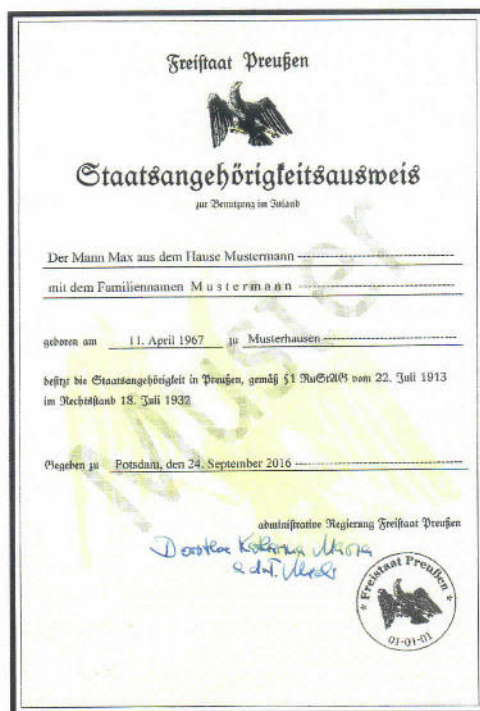 Freistaat Preußen
Staatsangehörigkeitsausweis
zur Benutzung im Inland
Der Mann Max aus dem Hause Mustermann
mit dem Familiennamen Mustermann
geboren am 11. April 1967 zu Musterhausen
besitzt die Staatsangehörigkeit in Preußen, gemäß §1 RuStAG vom 22. Juli 1913
im Rechtsstand 18. Juli 1932
Gegeben zu Potsdam, den 24. September 2016
administrative Regierung Freistaat Preußen
Dorothea
Freistaat Preußen
01-01-01
Muster